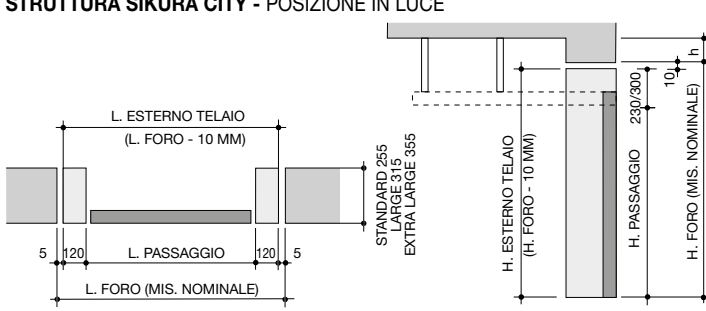 STRUTTURA SIKURA CITY - POSIZIONE IN LUCE
L. ESTERNO TELAIO
(L. FORO - 10 MM)
5
120
L. PASSAGGIO
120
5
L. FORO (MIS. NOMINALE)
STANDARD 255
LARGE 315
EXTRA LARGE 355
H. ESTERNO TELAIO
(H. FORO - 10 MM)
230/300
H. PASSAGGIO
10
h
H. FORO (MIS. NOMINALE)